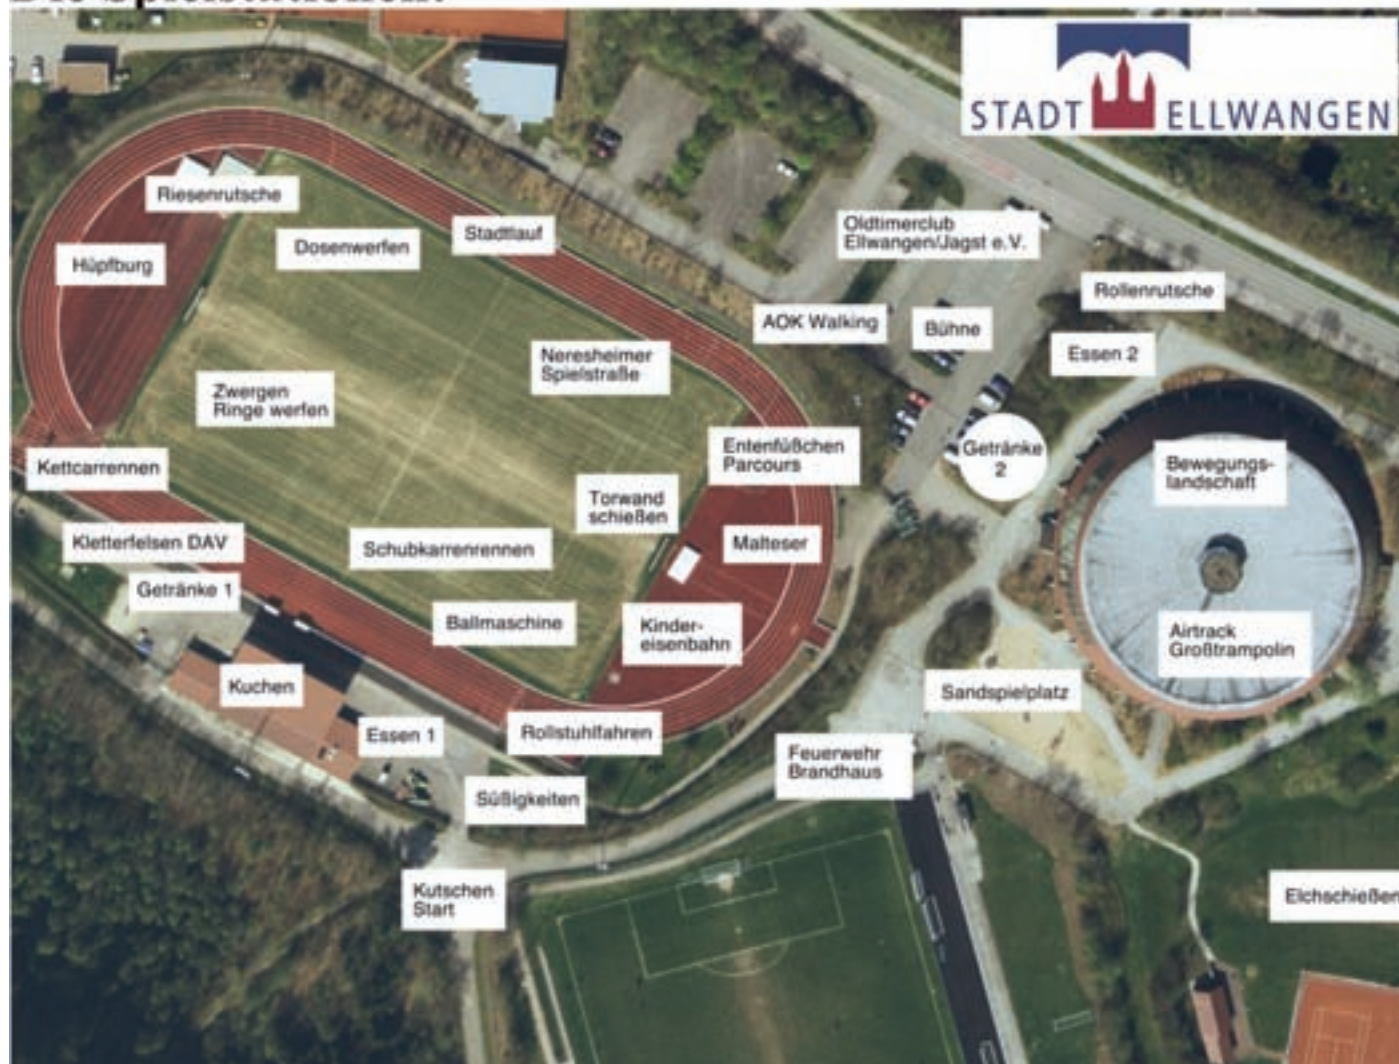 STADT ELLWANGEN
Riesenrutsche
Stadtlauf
Oldtimerclub
Ellwangen/Jagst e.V.
Dosenwerfen
Hüpfburg
Rollenrutsche
AOK Walking
Bühne
Essen 2
Neresheimer
Spielstraße
Zwergen
Ringe werfen
Entenfüßchen
Parcours
Getränke
2
Bewegungs-
landschaft
Kettcarrennen
Torwand
schießen
Kletterfelsen DAV
Schubkarrenrennen
Malteser
Getränke 1
Ballmaschine
Kinder-
eisenbahn
Airtrack
Großtrampolin
Kuchen
Sandspielplatz
Essen 1
Rollstuhlfahren
Feuerwehr
Brandhaus
Süßigkeiten
Kutschen
Start
Elchschießen